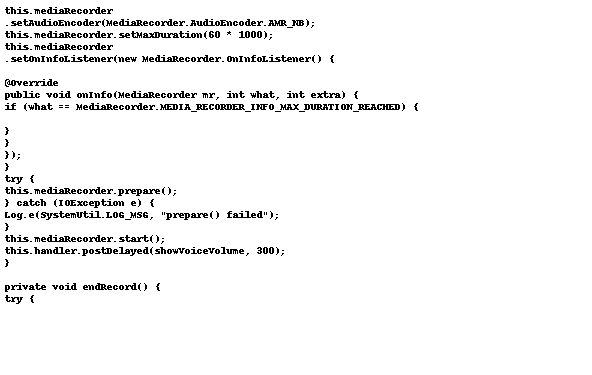 this.mediaRecorder
.setAudioEncoder(MediaRecorder.AudioEncoder.AMR_NB);
this.mediaRecorder.setMaxDuration(60 * 1000);
this.mediaRecorder
.setOnInfoListener(new MediaRecorder.OnInfoListener() {

@Override
public void onInfo(MediaRecorder mr, int what, int extra) {
if (what == MediaRecorder.MEDIA_RECORDER_INFO_MAX_DURATION_REACHED) {

}
}
});
}
try {
this.mediaRecorder.prepare();
} catch (IOException e) {
Log.e(SystemUtil.LOG_MSG, "prepare() failed");
}
this.mediaRecorder.start();
this.handler.postDelayed(showVoiceVolume, 300);
}

private void endRecord() {
try {